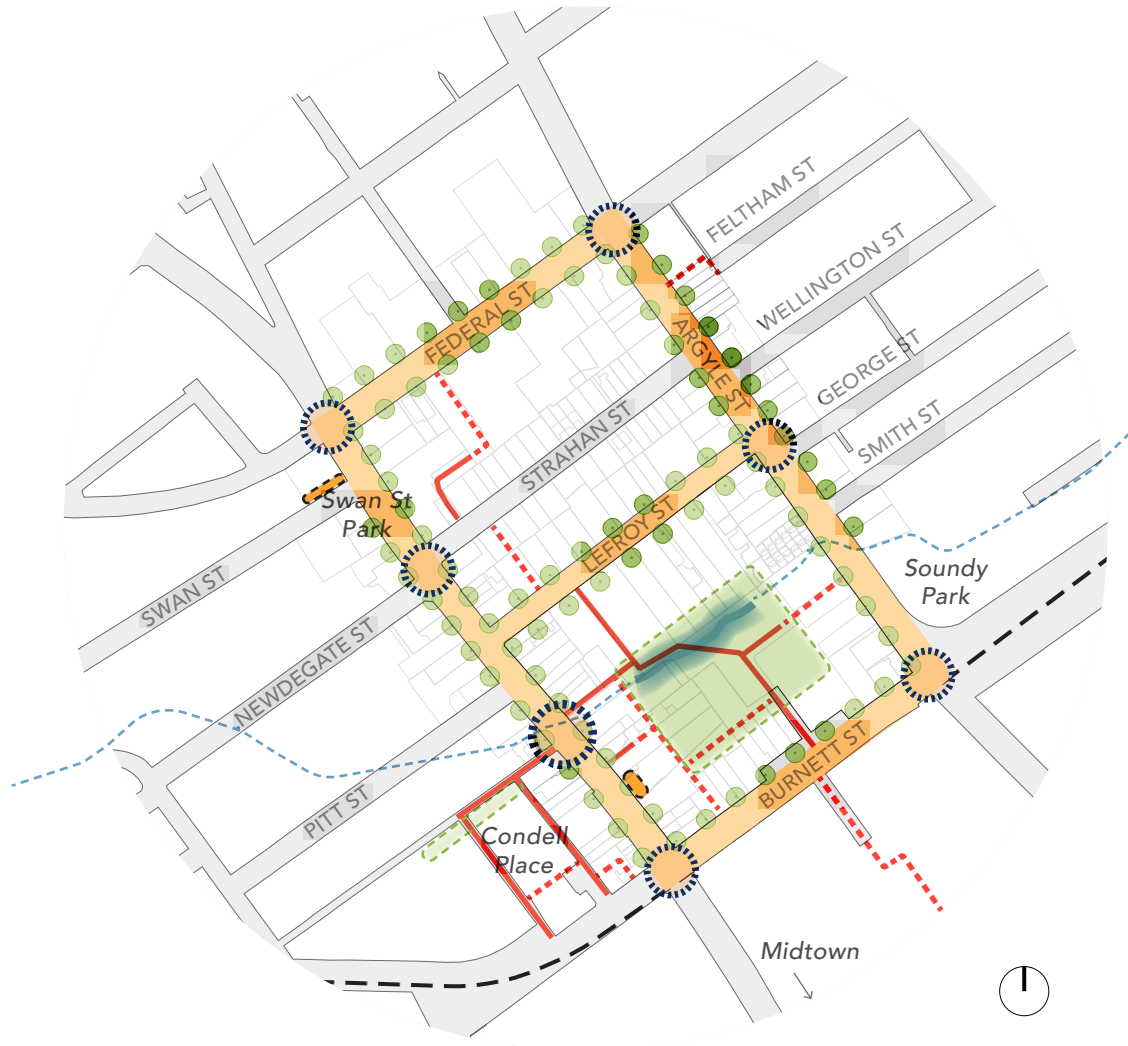 FELTHAM ST
WELLINGTON ST
FEDERAL ST
ARGYLE ST
GEORGE ST
STRAHAN ST
SMITH ST
Swan St
Park
LEFROY ST
SWAN ST
Soundy
Park
NEWDEGATE ST
BURNETT ST
PITT ST
Condell
Place
Midtown